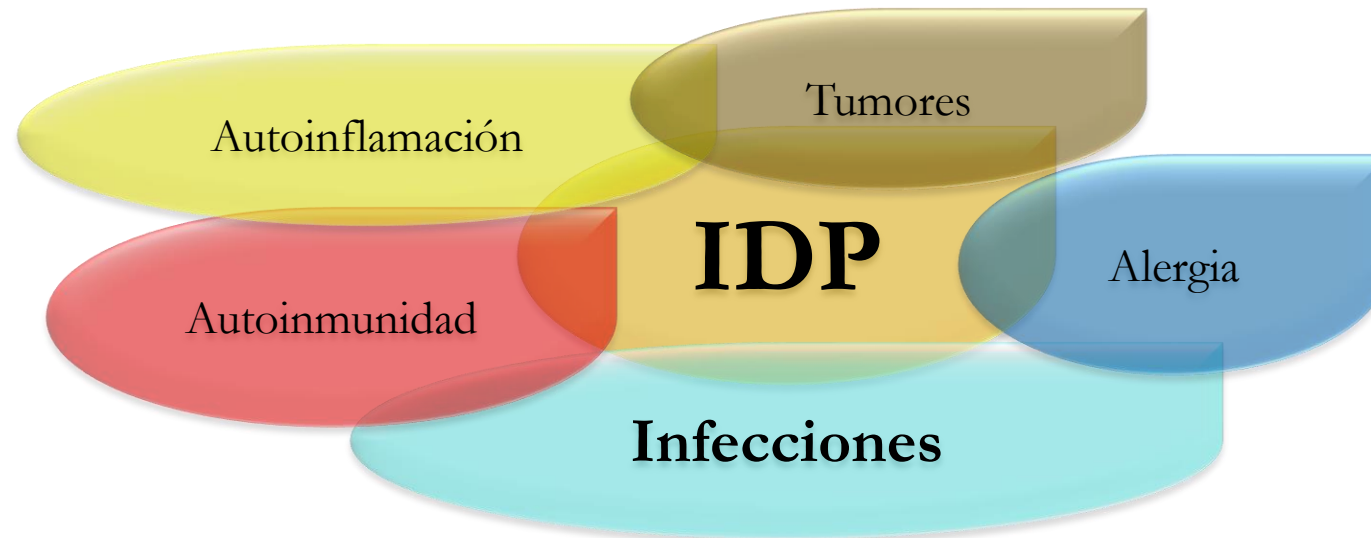 Tumores
Autoinflamación
IDP
Alergia
Autoinmunidad
Infecciones